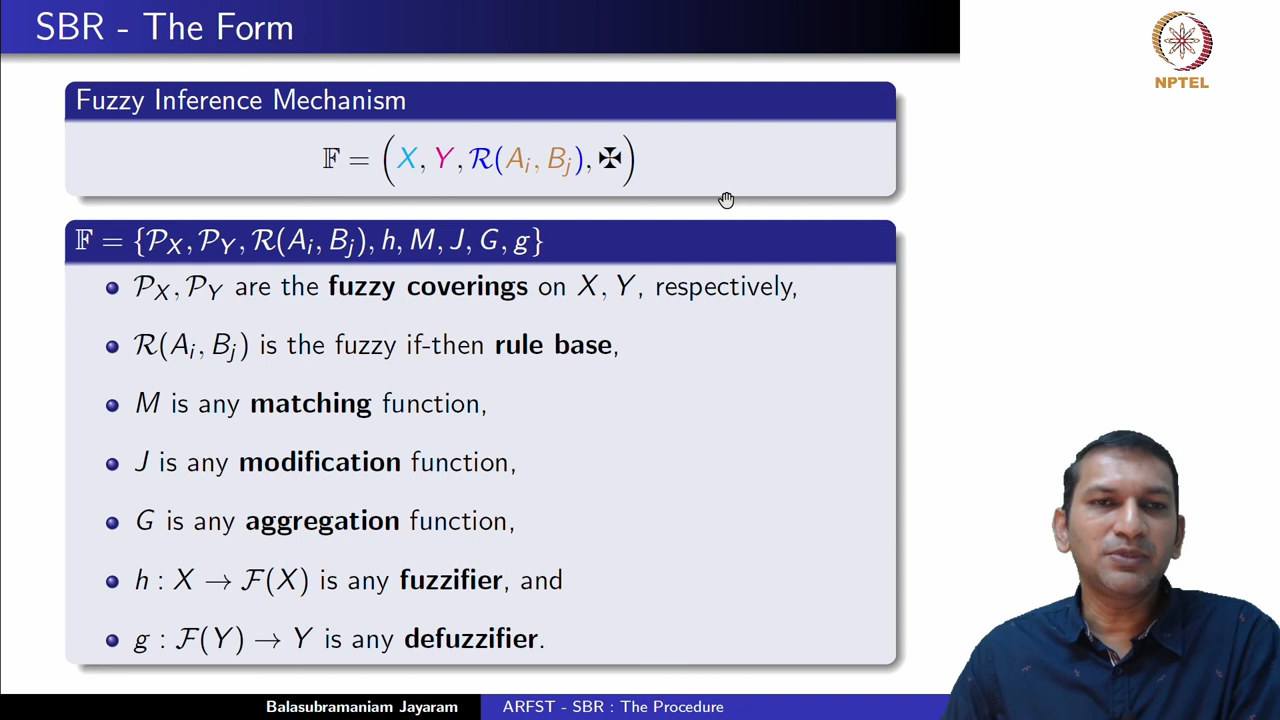 SBR - The Form
NPTEL
Fuzzy Inference Mechanism
𝔽 = (X, Y, ℛ(Aᵢ, Bⱼ), ✠)
𝔽 = {𝒫_X, 𝒫_Y, ℛ(Aᵢ, Bⱼ), h, M, J, G, g}
𝒫_X, 𝒫_Y are the fuzzy coverings on X, Y, respectively,
ℛ(Aᵢ, Bⱼ) is the fuzzy if-then rule base,
M is any matching function,
J is any modification function,
G is any aggregation function,
h : X → ℱ(X) is any fuzzifier, and
g : ℱ(Y) → Y is any defuzzifier.
Balasubramaniam Jayaram ARFST - SBR : The Procedure